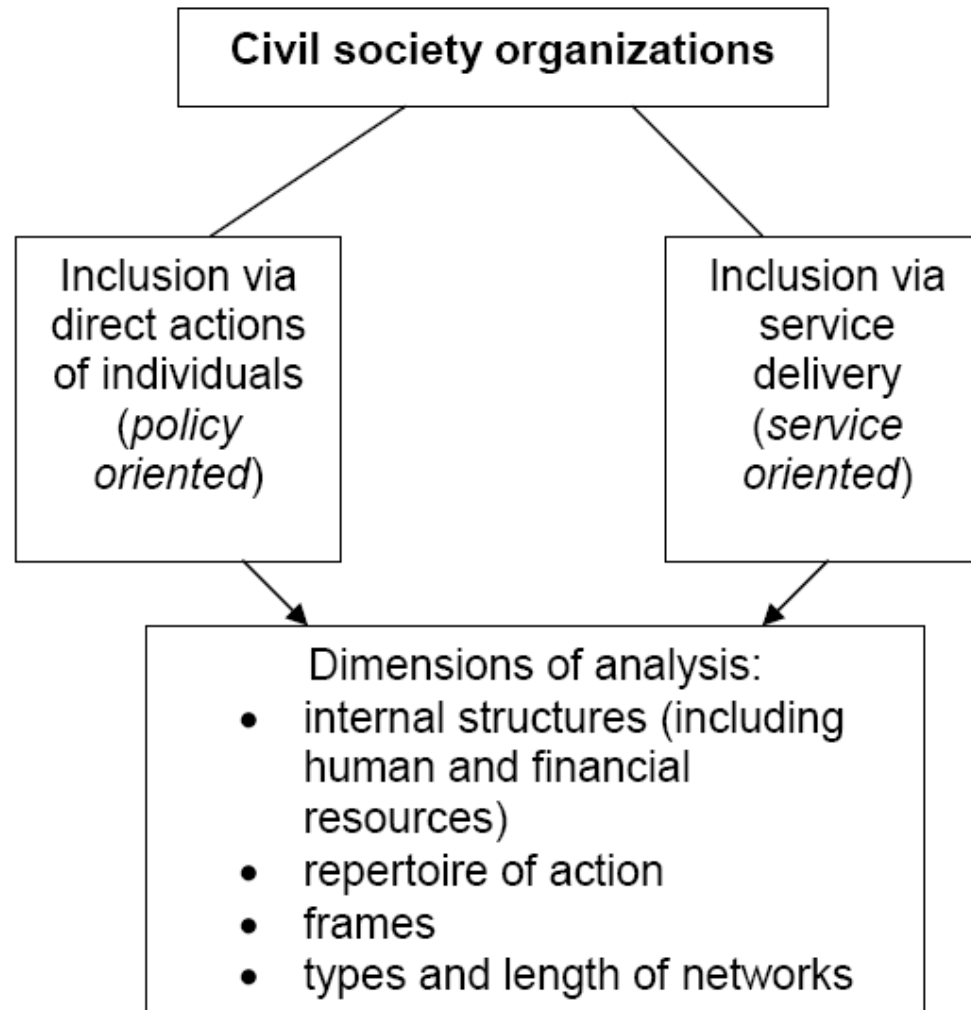 Civil society organizations
Inclusion via
direct actions
of individuals
(policy
oriented)
Inclusion via
service
delivery
(service
oriented)
Dimensions of analysis:
• internal structures (including
human and financial
resources)
• repertoire of action
• frames
• types and length of networks